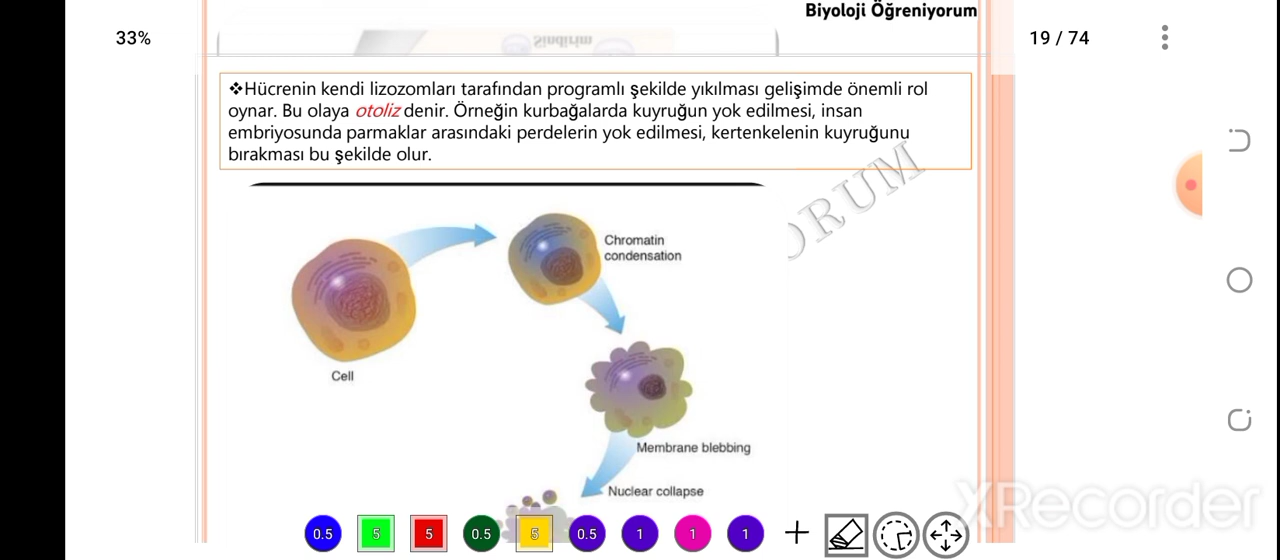 Biyoloji Öğreniyorum
33%
19 / 74
Sindirim
❖Hücrenin kendi lizozomları tarafından programlı şekilde yıkılması gelişimde önemli rol
oynar. Bu olaya otoliz denir. Örneğin kurbağalarda kuyruğun yok edilmesi, insan
embriyosunda parmaklar arasındaki perdelerin yok edilmesi, kertenkelenin kuyruğunu
bırakması bu şekilde olur.
ORUM
Chromatin
condensation
Cell
Membrane blebbing
Nuclear collapse
XRecorder
0.5 5 5 0.5 5 0.5 1 1 1